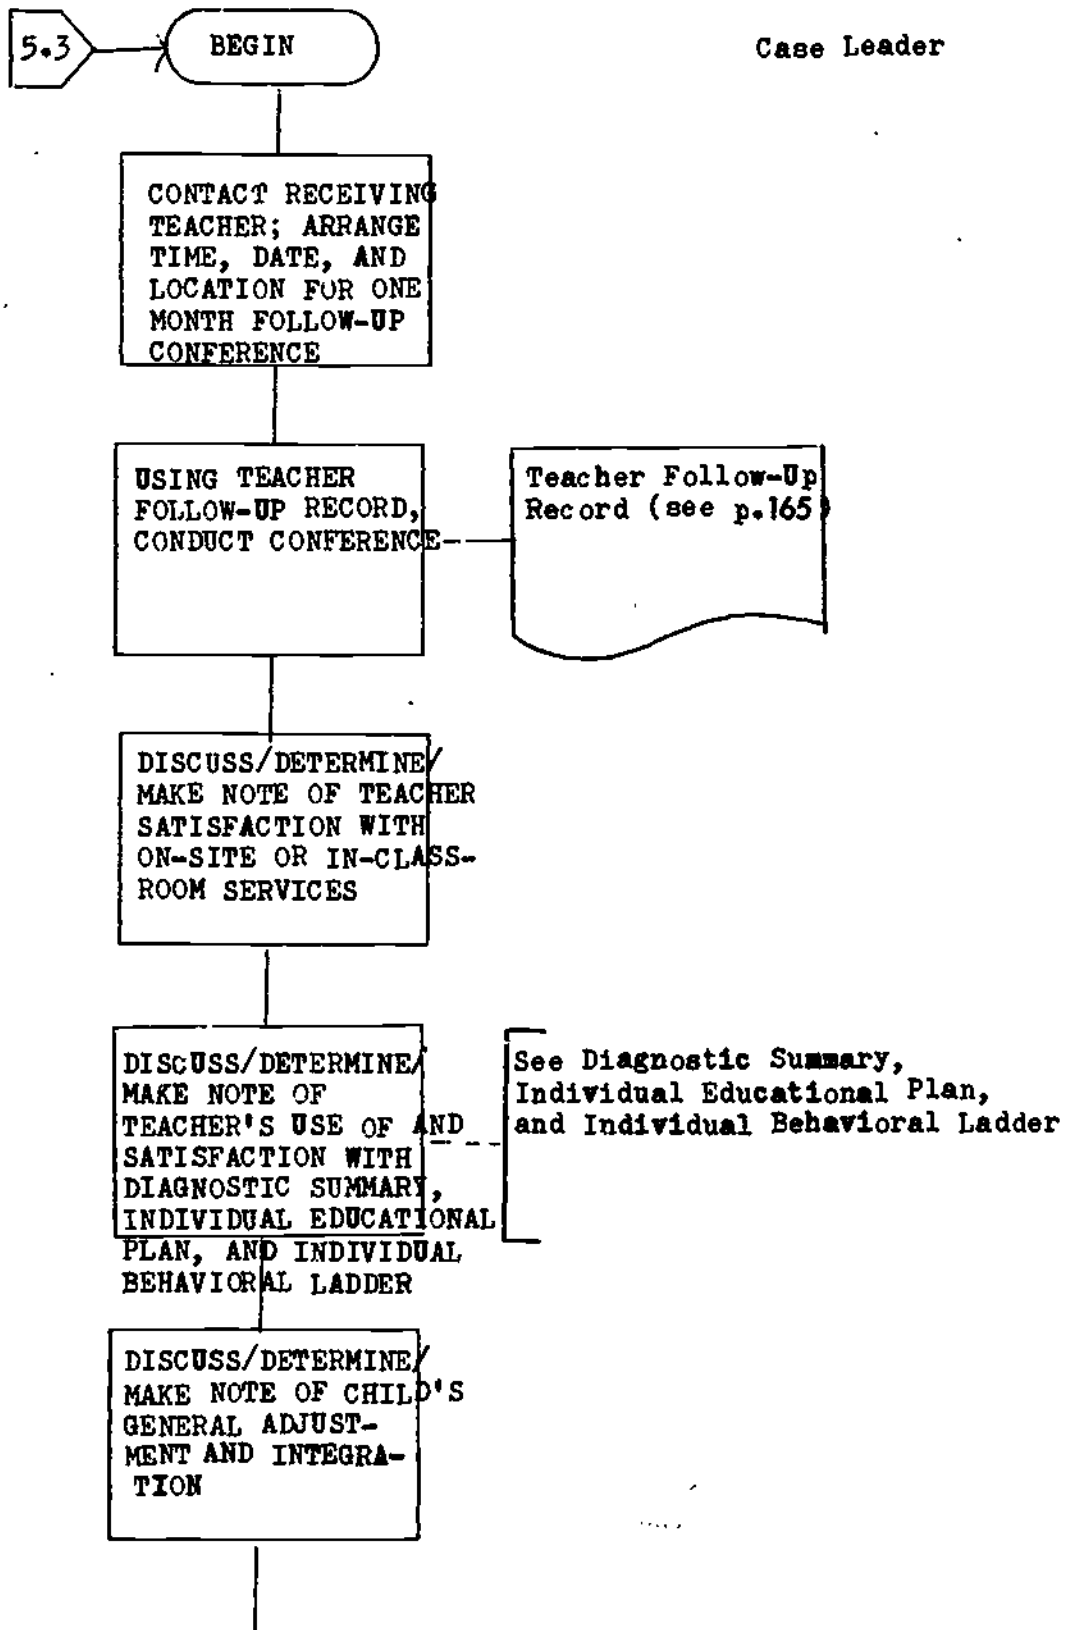 5.3
BEGIN
Case Leader
CONTACT RECEIVING
TEACHER; ARRANGE
TIME, DATE, AND
LOCATION FOR ONE
MONTH FOLLOW-UP
CONFERENCE
USING TEACHER
FOLLOW-UP RECORD,
CONDUCT CONFERENCE
Teacher Follow-Up
Record (see p.165)
DISCUSS/DETERMINE/
MAKE NOTE OF TEACHER
SATISFACTION WITH
ON-SITE OR IN-CLASS-
ROOM SERVICES
DISCUSS/DETERMINE/
MAKE NOTE OF
TEACHER'S USE OF AND
SATISFACTION WITH
DIAGNOSTIC SUMMARY,
INDIVIDUAL EDUCATIONAL
PLAN, AND INDIVIDUAL
BEHAVIORAL LADDER
See Diagnostic Summary,
Individual Educational Plan,
and Individual Behavioral Ladder
DISCUSS/DETERMINE/
MAKE NOTE OF CHILD'S
GENERAL ADJUST-
MENT AND INTEGRA-
TION